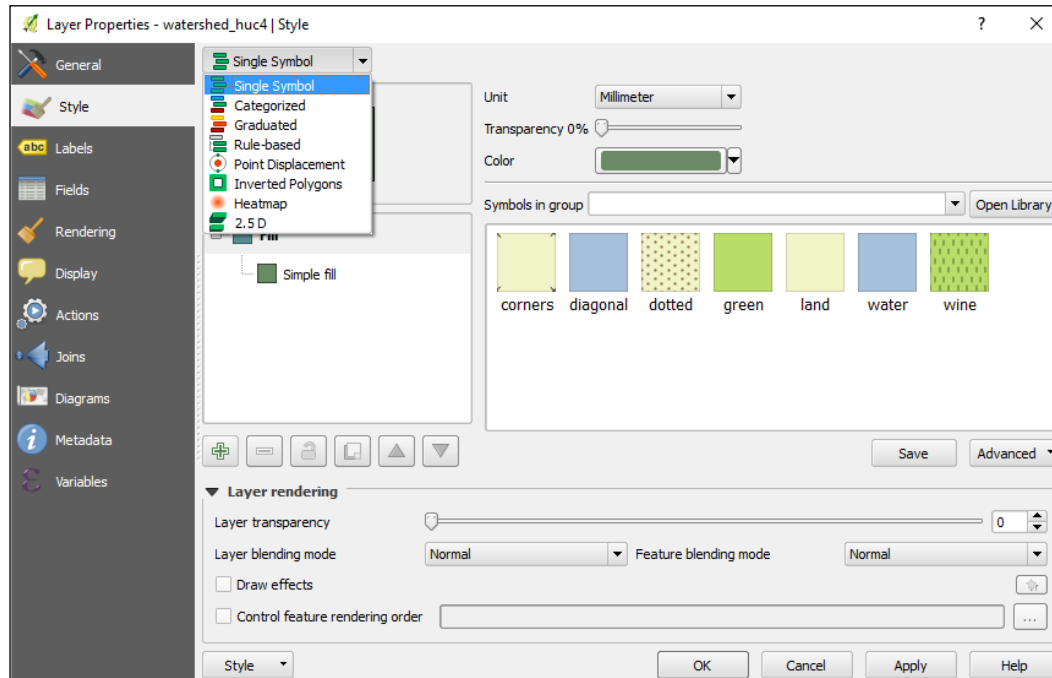 Layer Properties - watershed_huc4 | Style
?
General
Style
abc Labels
Fields
Rendering
Display
Actions
Joins
Diagrams
i Metadata
Variables
Single Symbol
Single Symbol
Categorized
Graduated
Rule-based
Point Displacement
Inverted Polygons
Heatmap
2.5 D
Fill
Simple fill
Unit Millimeter
Transparency 0%
Color
Symbols in group Open Library
corners diagonal dotted green land water wine
Save Advanced
Layer rendering
Layer transparency 0
Layer blending mode Normal Feature blending mode Normal
Draw effects
Control feature rendering order ...
Style OK Cancel Apply Help